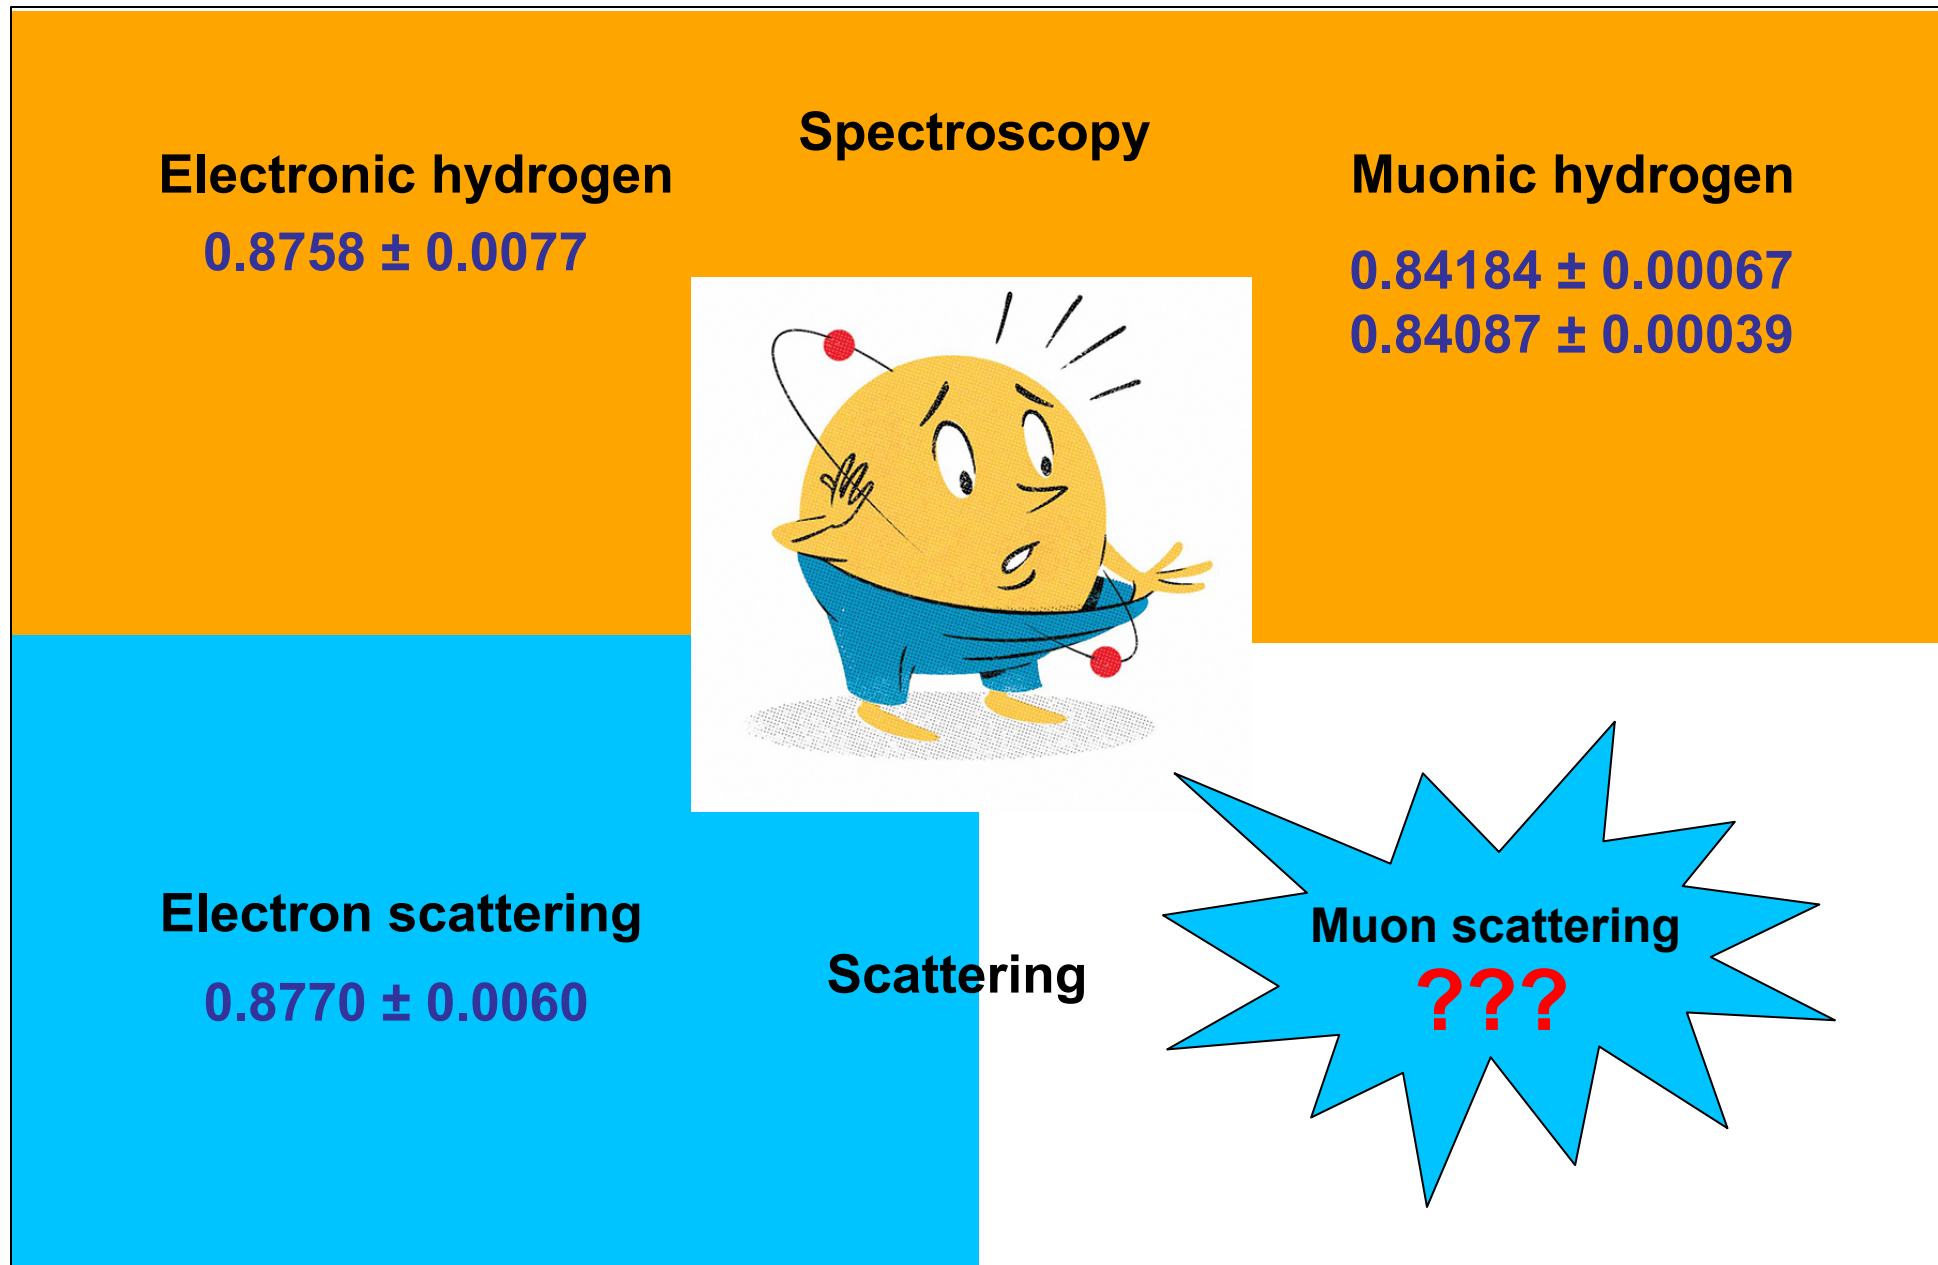 Spectroscopy
Electronic hydrogen
0.8758 ± 0.0077
Muonic hydrogen
0.84184 ± 0.00067
0.84087 ± 0.00039
Electron scattering
0.8770 ± 0.0060
Scattering
Muon scattering
???